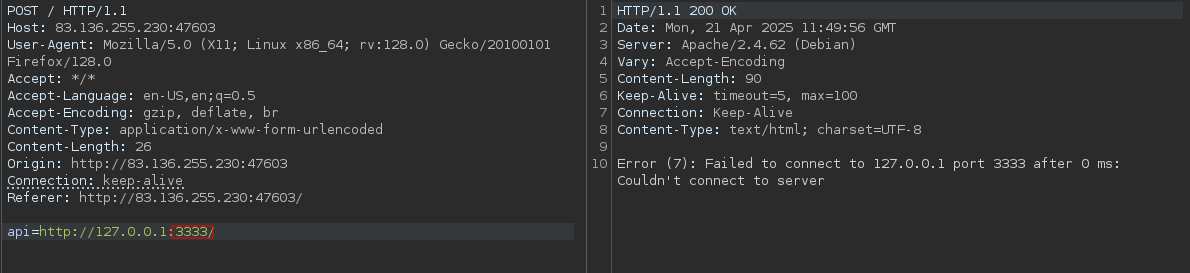 POST / HTTP/1.1
Host: 83.136.255.230:47603
User-Agent: Mozilla/5.0 (X11; Linux x86_64; rv:128.0) Gecko/20100101
Firefox/128.0
Accept: */*
Accept-Language: en-US,en;q=0.5
Accept-Encoding: gzip, deflate, br
Content-Type: application/x-www-form-urlencoded
Content-Length: 26
Origin: http://83.136.255.230:47603
Connection: keep-alive
Referer: http://83.136.255.230:47603/
api=http://127.0.0.1:3333/
1 HTTP/1.1 200 OK
2 Date: Mon, 21 Apr 2025 11:49:56 GMT
3 Server: Apache/2.4.62 (Debian)
4 Vary: Accept-Encoding
5 Content-Length: 90
6 Keep-Alive: timeout=5, max=100
7 Connection: Keep-Alive
8 Content-Type: text/html; charset=UTF-8
9
10 Error (7): Failed to connect to 127.0.0.1 port 3333 after 0 ms:
Couldn't connect to server